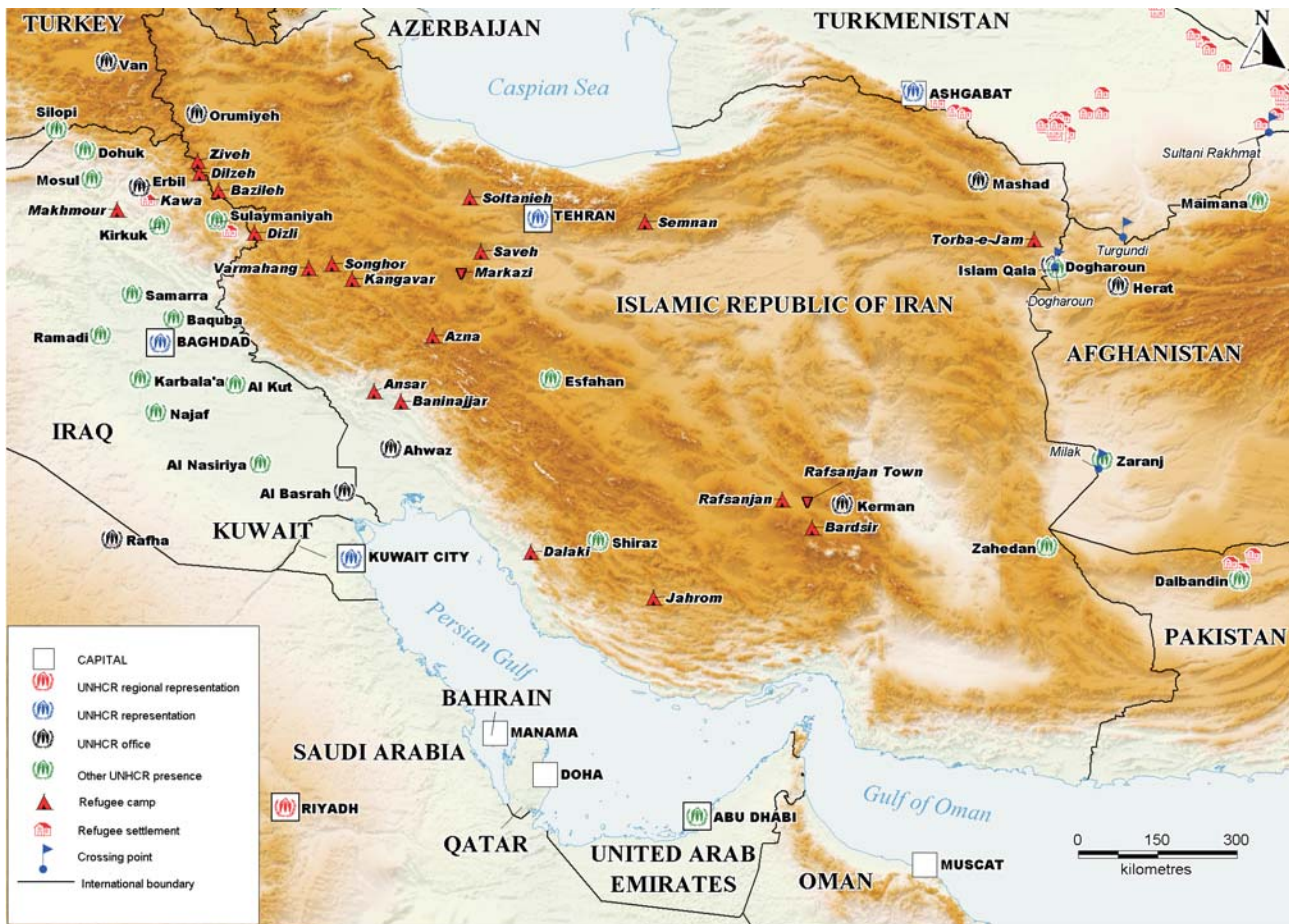 TURKEY
AZERBAIJAN
TURKMENISTAN
N
Van
Caspian Sea
ASHGABAT
Silopi
Orumiyeh
Sultani Rakhmat
Dohuk
Ziveh
Mosul
Dilzeh
Erbil
Bazileh
Kawa
Mashad
Makhmour
Soltanieh
Maimana
Sulaymaniyah
TEHRAN
Semnan
Kirkuk
Dizli
Torba-e-Jam
Turgundi
Saveh
Varmahang
Songhor
Markazi
Islam Qala
Dogharoun
Kangavar
Herat
Samarra
ISLAMIC REPUBLIC OF IRAN
Dogharoun
Baquba
Ramadi
BAGHDAD
Azna
AFGHANISTAN
Karbala'a
Al Kut
Esfahan
Ansar
Baninajjar
Najaf
IRAQ
Ahwaz
Milak
Zaranj
Al Nasiriya
Rafsanjan Town
Al Basrah
Rafsanjan
Kerman
KUWAIT
Bardsir
Rafha
Shiraz
Zahedan
KUWAIT CITY
Dalaki
Dalbandin
Jahrom
Persian Gulf
PAKISTAN
BAHRAIN
MANAMA
SAUDI ARABIA
DOHA
RIYADH
ABU DHABI
Gulf of Oman
QATAR
UNITED ARAB
EMIRATES
OMAN
MUSCAT
0 150 300
kilometres
CAPITAL
UNHCR regional representation
UNHCR representation
UNHCR office
Other UNHCR presence
Refugee camp
Refugee settlement
Crossing point
International boundary